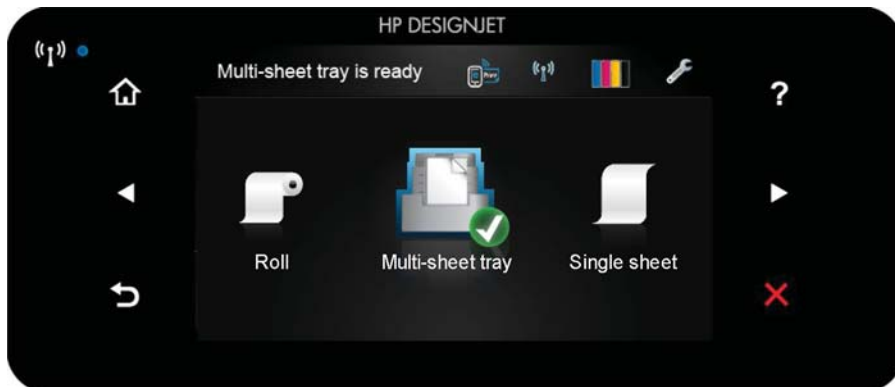 HP DESIGNJET
Multi-sheet tray is ready
?
Roll
Multi-sheet tray
Single sheet